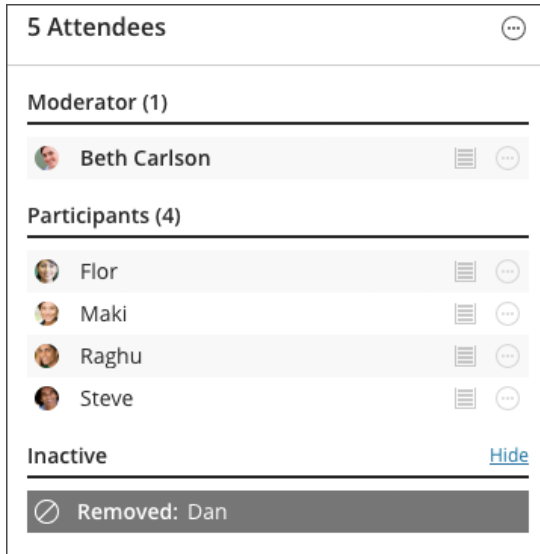 5 Attendees
Moderator (1)
Beth Carlson
Participants (4)
Flor
Maki
Raghu
Steve
Inactive Hide
Removed: Dan